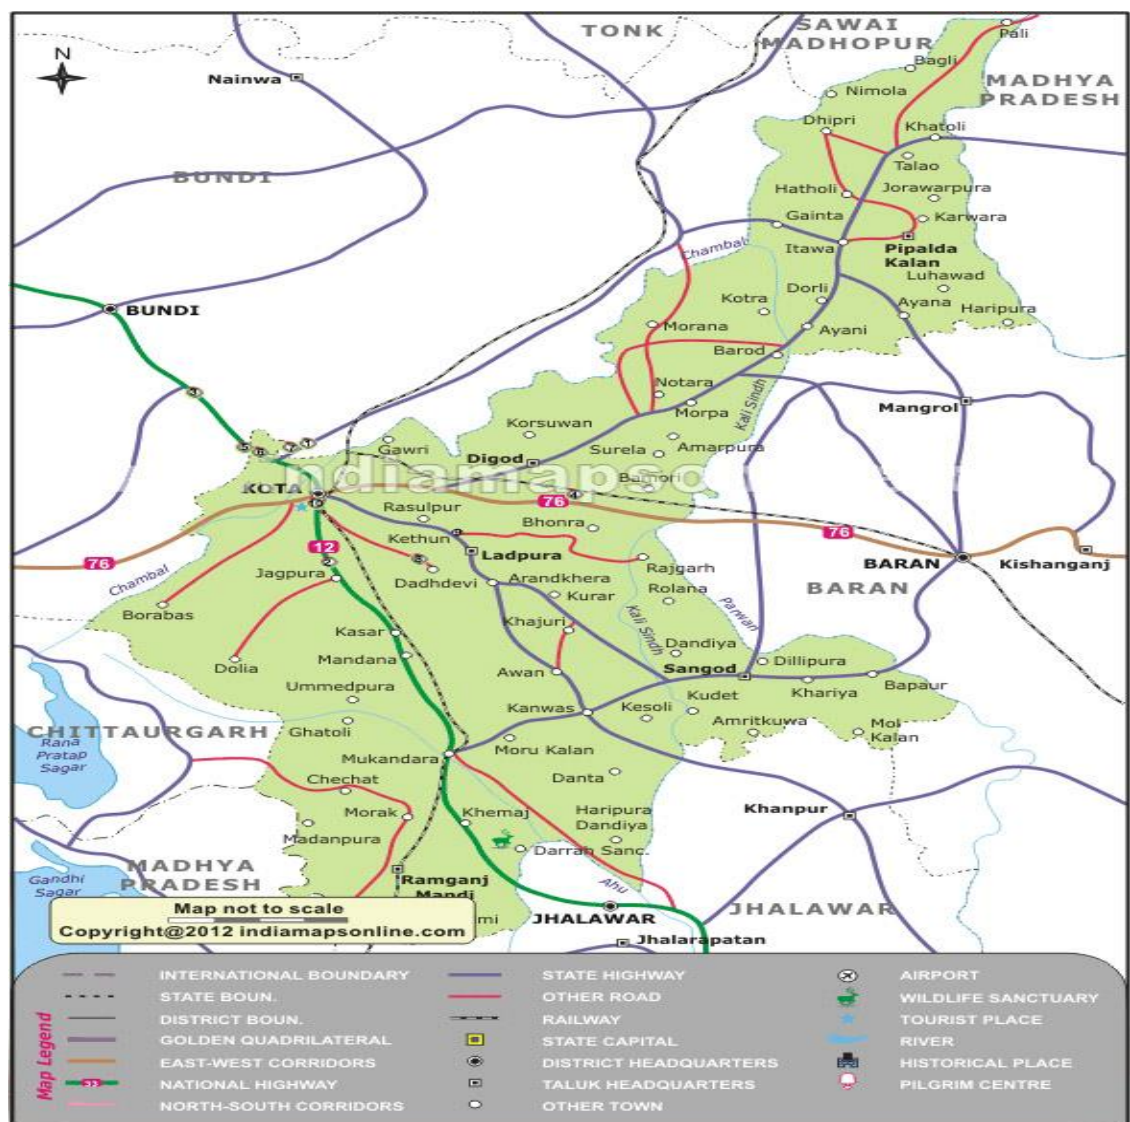 TONK
SAWAI
MADHOPUR
Pali
N
Bagli
Nainwa
MADHYA
PRADESH
Nimola
Dhipri
Khatoli
Talao
BUNDI
Hatholi
Jorawarpura
Gainta
Karwara
Chambal
Itawa
Pipalda
Kalan
Luhawad
Kotra
Dorli
Ayana
Haripura
BUNDI
Morana
Ayani
Barod
Notara
Kali Sindh
Morpa
Mangrol
Korsuwan
Gawri
Digod
Surela
Amarpura
indiamapso
KOTA
Bamori
76
Rasulpur
Bhonra
76
Kethun
12
Ladpura
76
BARAN
Kishanganj
Chambal
Jagpura
Dadhdevi
Arandkhera
Rajgarh
BARAN
Borabas
Kurar
Rolana
Parwan
Khajuri
Kali Sindh
Kasar
Dandiya
Dolia
Mandana
Awan
Sangod
Dillipura
Ummedpura
Kudet
Khariya
Bapaur
Kanwas
Kesoli
Amritkuwa
CHITTAURGARH
Ghatoli
Mol
Kalan
Rana
Pratap
Sagar
Moru Kalan
Mukandara
Chechat
Danta
Morak
Khemaj
Haripura
Dandiya
Khanpur
Madanpura
Darrah Sanc.
MADHYA
PRADESH
Gandhi
Sagar
Ramganj
Mandi
Ahu
Map not to scale
JHALAWAR
JHALAWAR
mi
Copyright@2012 indiamapsonline.com
Jhalarapatan
Map Legend
INTERNATIONAL BOUNDARY
STATE BOUN.
DISTRICT BOUN.
GOLDEN QUADRILATERAL
EAST-WEST CORRIDORS
33
NATIONAL HIGHWAY
NORTH-SOUTH CORRIDORS
STATE HIGHWAY
OTHER ROAD
RAILWAY
STATE CAPITAL
DISTRICT HEADQUARTERS
TALUK HEADQUARTERS
OTHER TOWN
AIRPORT
WILDLIFE SANCTUARY
TOURIST PLACE
RIVER
HISTORICAL PLACE
PILGRIM CENTRE